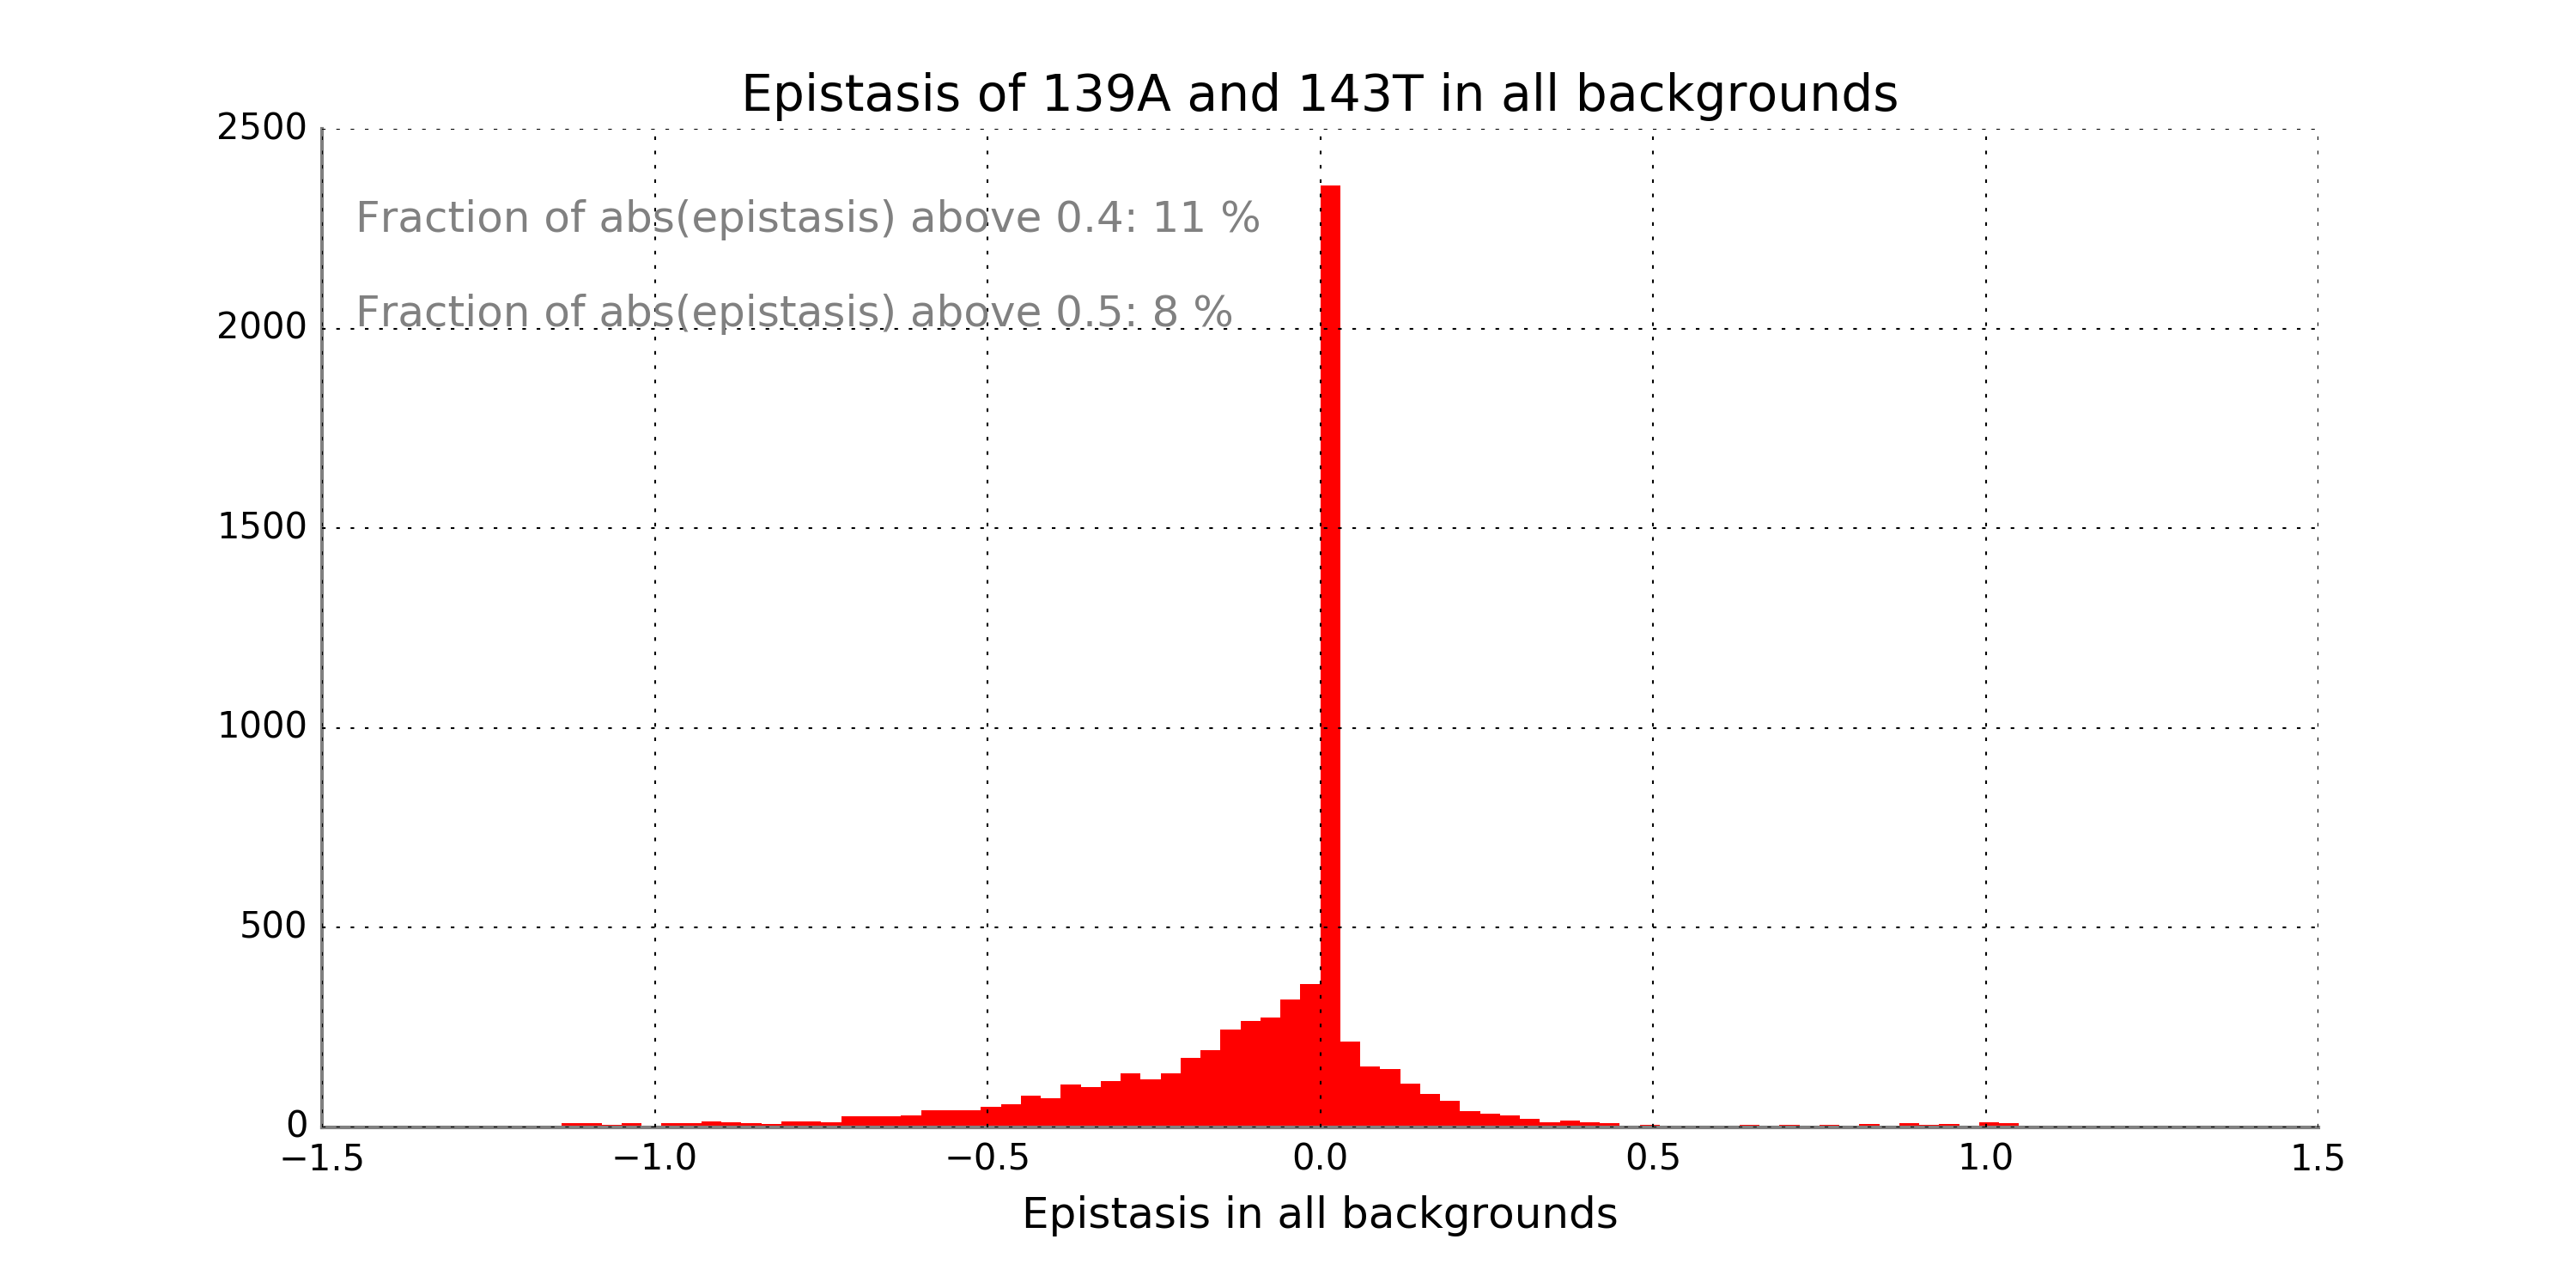 Epistasis of 139A and 143T in all backgrounds
2500
Fraction of abs(epistasis) above 0.4: 11 %
Fraction of abs(epistasis) above 0.5: 8 %
2000
1500
1000
500
0
−1.5 −1.0 −0.5 0.0 0.5 1.0 1.5
Epistasis in all backgrounds